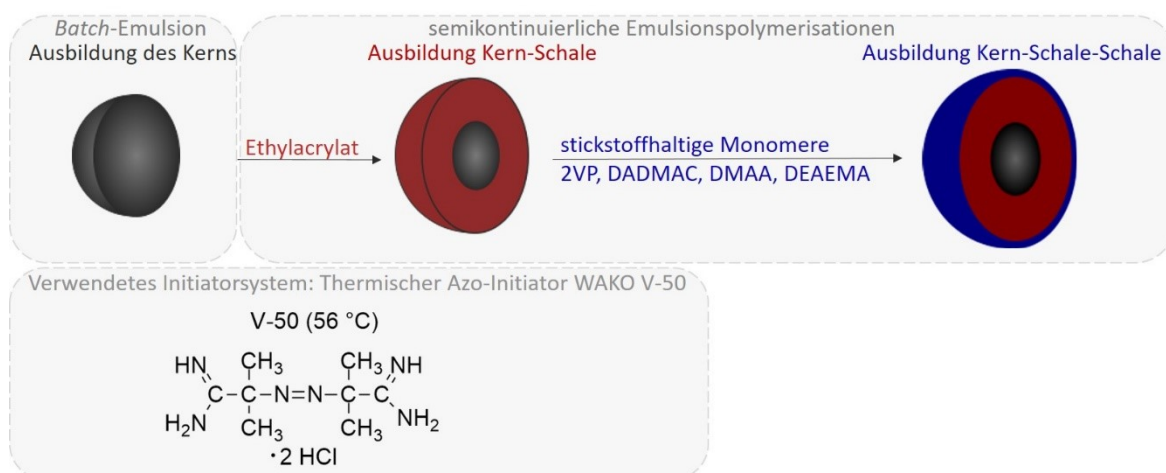 Batch-Emulsion
Ausbildung des Kerns
semikontinuierliche Emulsionspolymerisationen
Ausbildung Kern-Schale
Ausbildung Kern-Schale-Schale
Ethylacrylat
stickstoffhaltige Monomere
2VP, DADMAC, DMAA, DEAEMA
Verwendetes Initiatorsystem: Thermischer Azo-Initiator WAKO V-50
V-50 (56 °C)
HN CH₃ CH₃ NH
C–C–N=N–C–C
H₂N CH₃ CH₃ NH₂
· 2 HCl